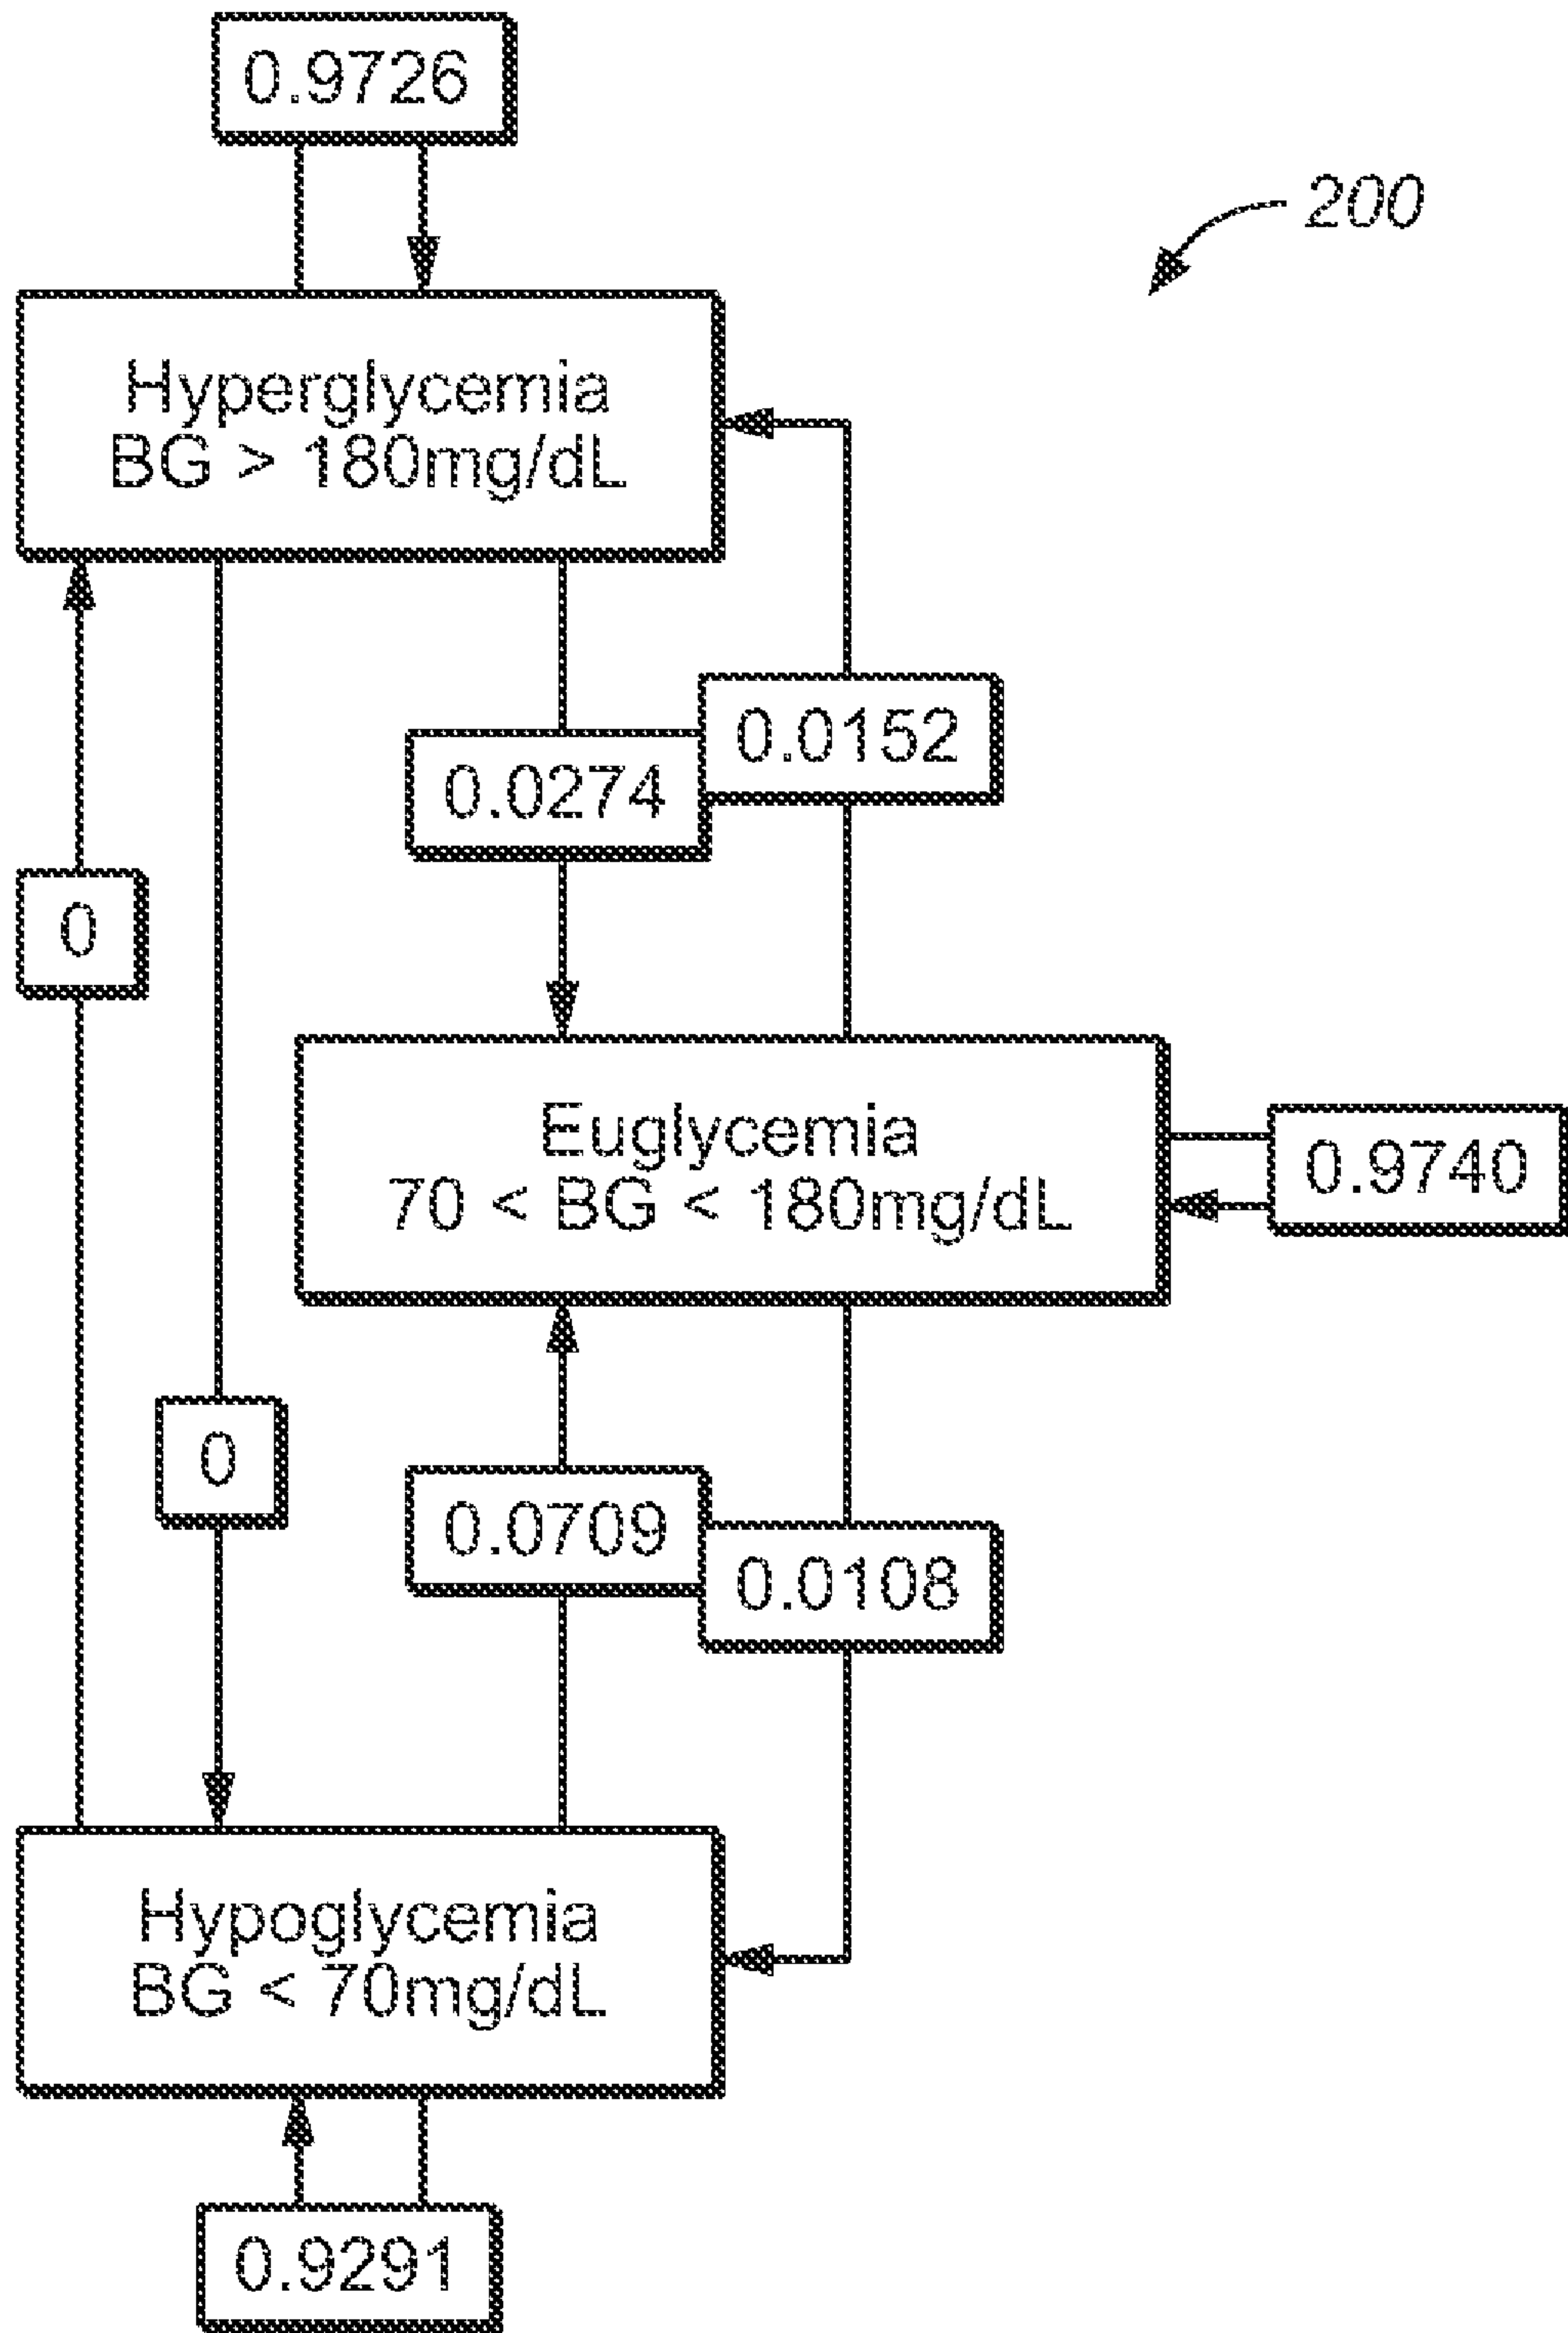 0.9726
200
Hyperglycemia
BG > 180mg/dL
0.0152
0.0274
0
Euglycemia
70 < BG < 180mg/dL
0.9740
0
0.0709
0.0108
Hypoglycemia
BG < 70mg/dL
0.9291